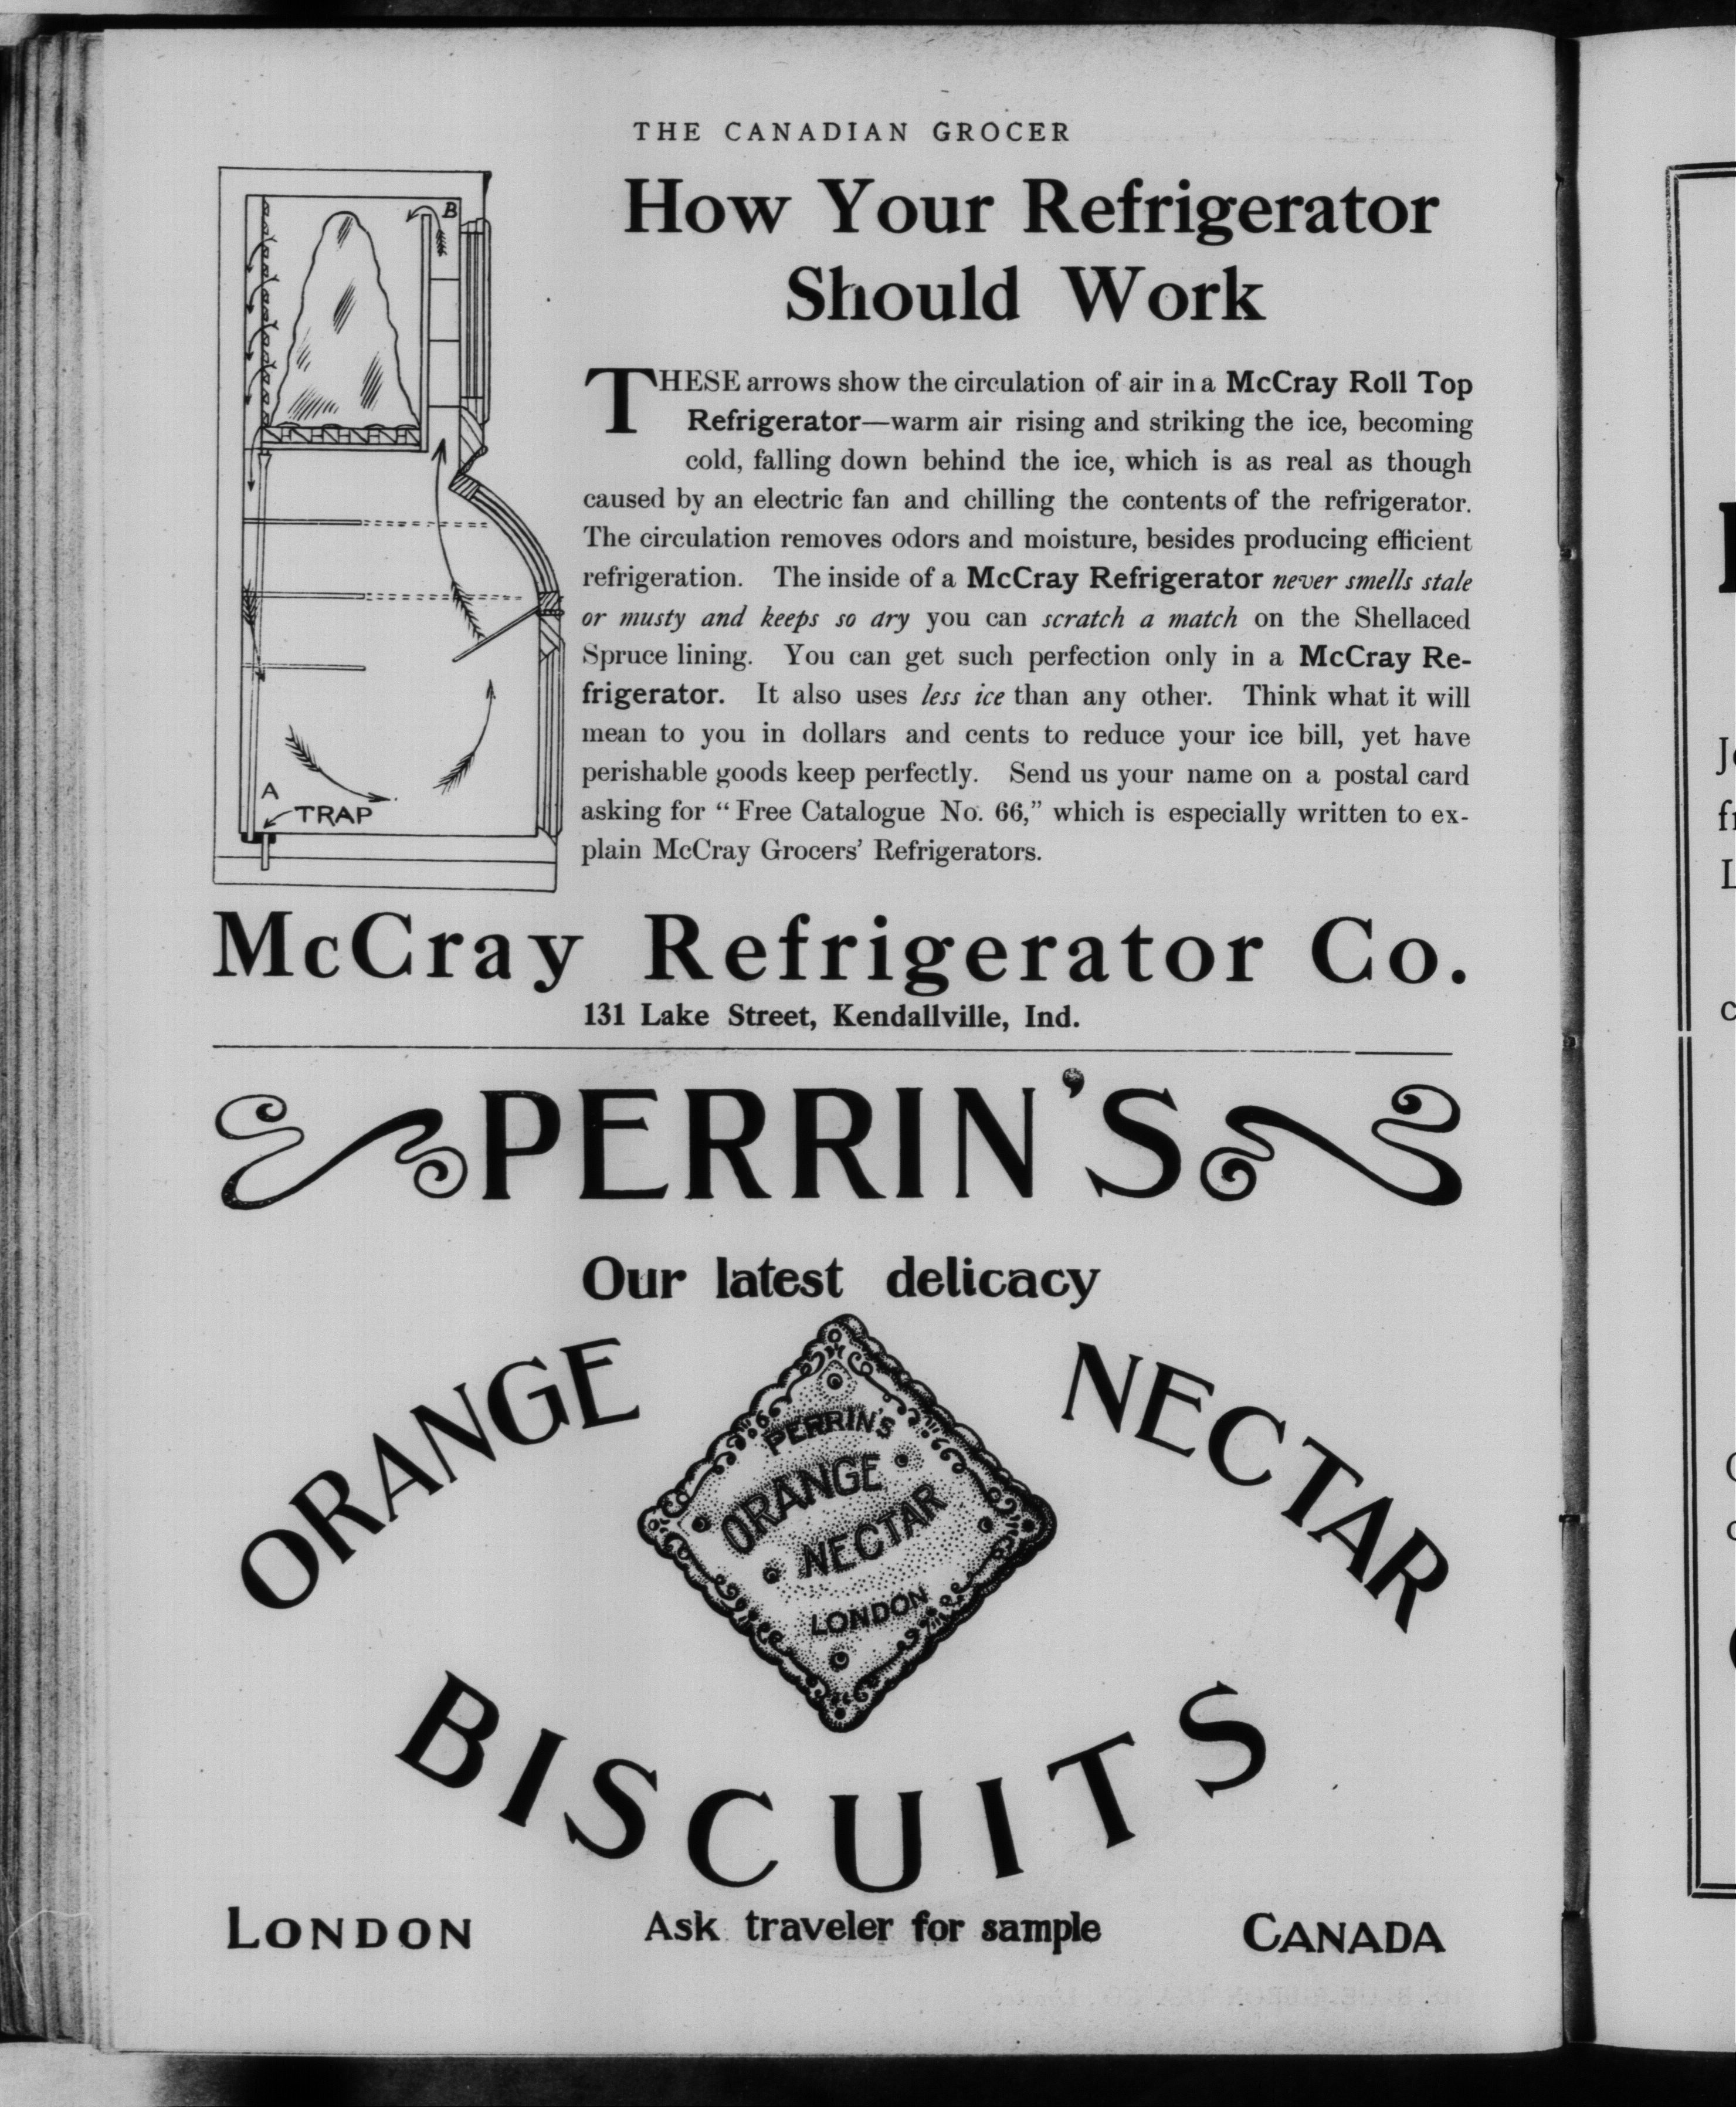 THE CANADIAN GROCER
How Your Refrigerator
Should Work
B
A
TRAP
THESE arrows show the circulation of air in a McCray Roll Top
Refrigerator—warm air rising and striking the ice, becoming
cold, falling down behind the ice, which is as real as though
caused by an electric fan and chilling the contents of the refrigerator.
The circulation removes odors and moisture, besides producing efficient
refrigeration. The inside of a McCray Refrigerator never smells stale
or musty and keeps so dry you can scratch a match on the Shellaced
Spruce lining. You can get such perfection only in a McCray Re-
frigerator. It also uses less ice than any other. Think what it will
mean to you in dollars and cents to reduce your ice bill, yet have
perishable goods keep perfectly. Send us your name on a postal card
asking for “Free Catalogue No. 66,” which is especially written to ex-
plain McCray Grocers’ Refrigerators.
McCray Refrigerator Co.
131 Lake Street, Kendallville, Ind.
PERRIN’S
Our latest delicacy
ORANGE NECTAR
PERRIN’S
ORANGE
NECTAR
LONDON
BISCUITS
LONDON Ask traveler for sample CANADA